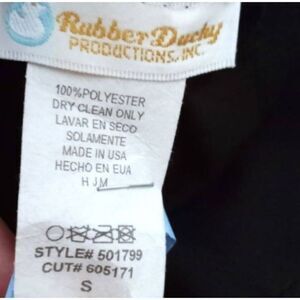 Rubber Ducky
PRODUCTIONS, INC.
100%POLYESTER
DRY CLEAN ONLY
LAVAR EN SECO
SOLAMENTE
MADE IN USA
HECHO EN EUA
H J M
STYLE# 501799
CUT# 605171
S